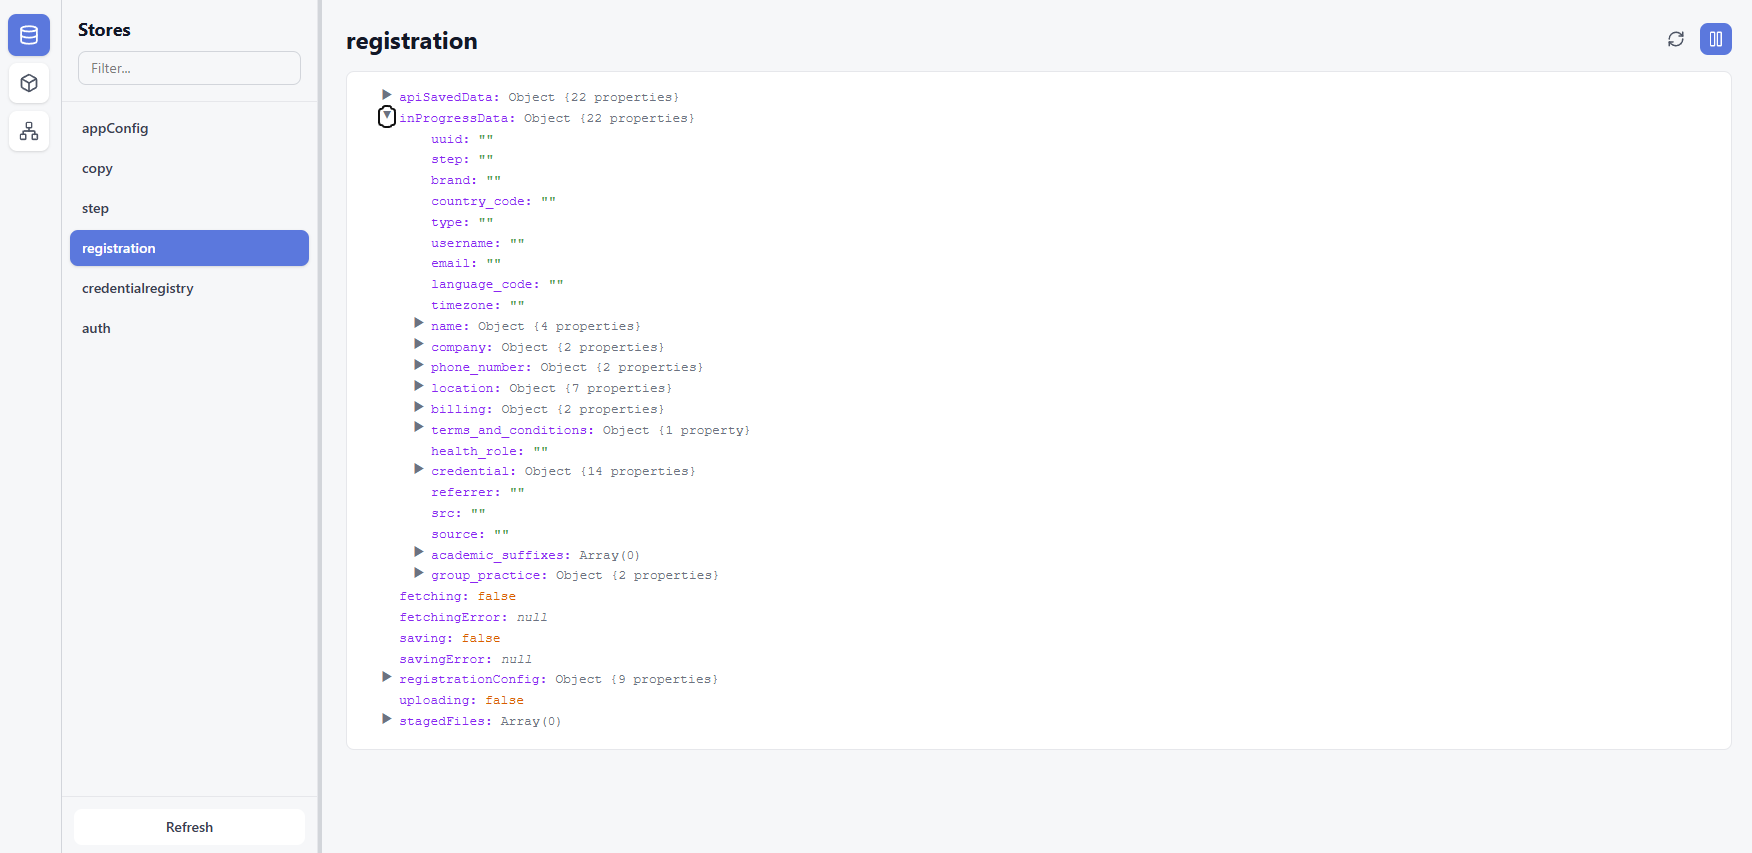 Stores
Filter...
appConfig
copy
step
registration
credentialregistry
auth
Refresh
registration
apiSavedData: Object {22 properties}
inProgressData: Object {22 properties}
uuid: ""
step: ""
brand: ""
country_code: ""
type: ""
username: ""
email: ""
language_code: ""
timezone: ""
name: Object {4 properties}
company: Object {2 properties}
phone_number: Object {2 properties}
location: Object {7 properties}
billing: Object {2 properties}
terms_and_conditions: Object {1 property}
health_role: ""
credential: Object {14 properties}
referrer: ""
src: ""
source: ""
academic_suffixes: Array(0)
group_practice: Object {2 properties}
fetching: false
fetchingError: null
saving: false
savingError: null
registrationConfig: Object {9 properties}
uploading: false
stagedFiles: Array(0)